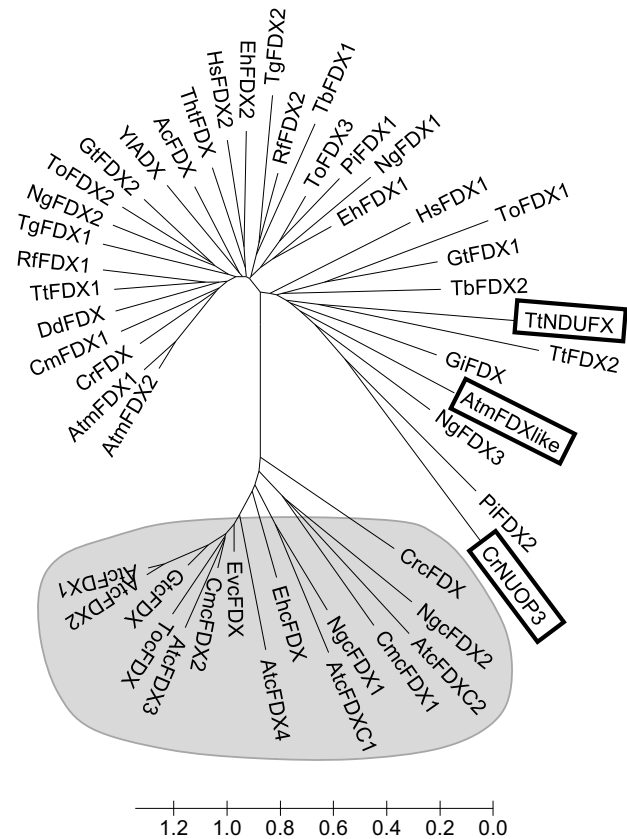 TgFDX2
EhFDX2
HsFDX2
TbFDX1
RfFDX2
ThtFDX
AcFDX
YlADX
ToFDX3
PiFDX1
NgFDX1
GtFDX2
ToFDX2
NgFDX2
EhFDX1
HsFDX1
ToFDX1
TgFDX1
GtFDX1
RfFDX1
TbFDX2
TtFDX1
TtNDUFX
DdFDX
TtFDX2
CmFDX1
GiFDX
CrFDX
AtmFDX1
AtmFDX2
AtmFDXlike
NgFDX3
PiFDX2
CrNUOP3
CrcFDX
AtcFDX1
AtcFDX2
GtcFDX
TocFDX
AtcFDX3
CmcFDX2
EvcFDX
AtcFDX4
EhcFDX
AtcFDXC1
NgcFDX1
CmcFDX1
AtcFDXC2
NgcFDX2
1.2 1.0 0.8 0.6 0.4 0.2 0.0